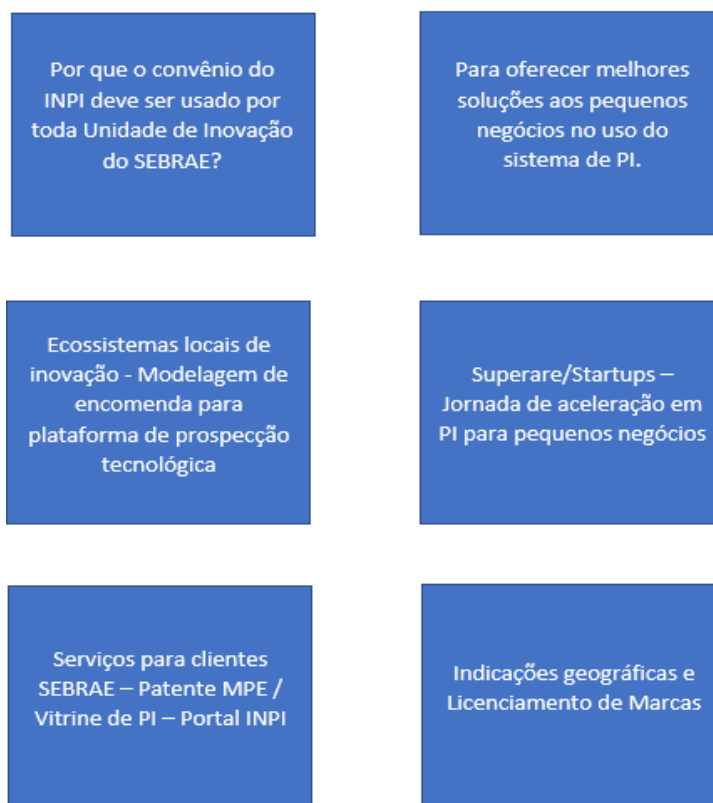 Por que o convênio do
INPI deve ser usado por
toda Unidade de Inovação
do SEBRAE?
Para oferecer melhores
soluções aos pequenos
negócios no uso do
sistema de PI.
Ecossistemas locais de
inovação - Modelagem de
encomenda para
plataforma de prospecção
tecnológica
Superare/Startups –
Jornada de aceleração em
PI para pequenos negócios
Serviços para clientes
SEBRAE – Patente MPE /
Vitrine de PI – Portal INPI
Indicações geográficas e
Licenciamento de Marcas